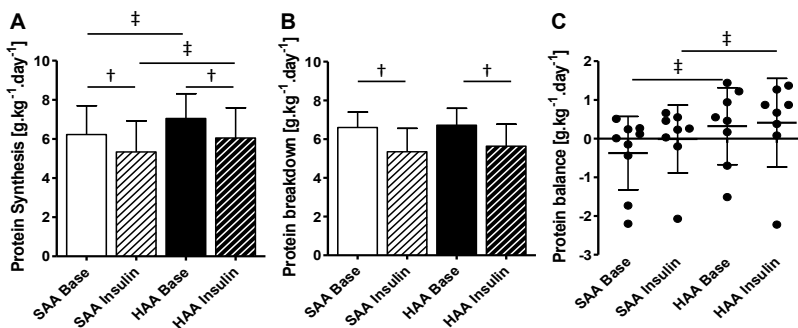 A
Protein Synthesis [g.kg-1.day-1]
10
8
6
4
2
0
‡
‡
†
†
SAA Base
SAA Insulin
HAA Base
HAA Insulin
B
Protein breakdown [g.kg-1.day-1]
10
8
6
4
2
0
†
†
SAA Base
SAA Insulin
HAA Base
HAA Insulin
C
Protein balance [g.kg-1.day-1]
2
1
0
-1
-2
-3
‡
‡
SAA Base
SAA Insulin
HAA Base
HAA Insulin